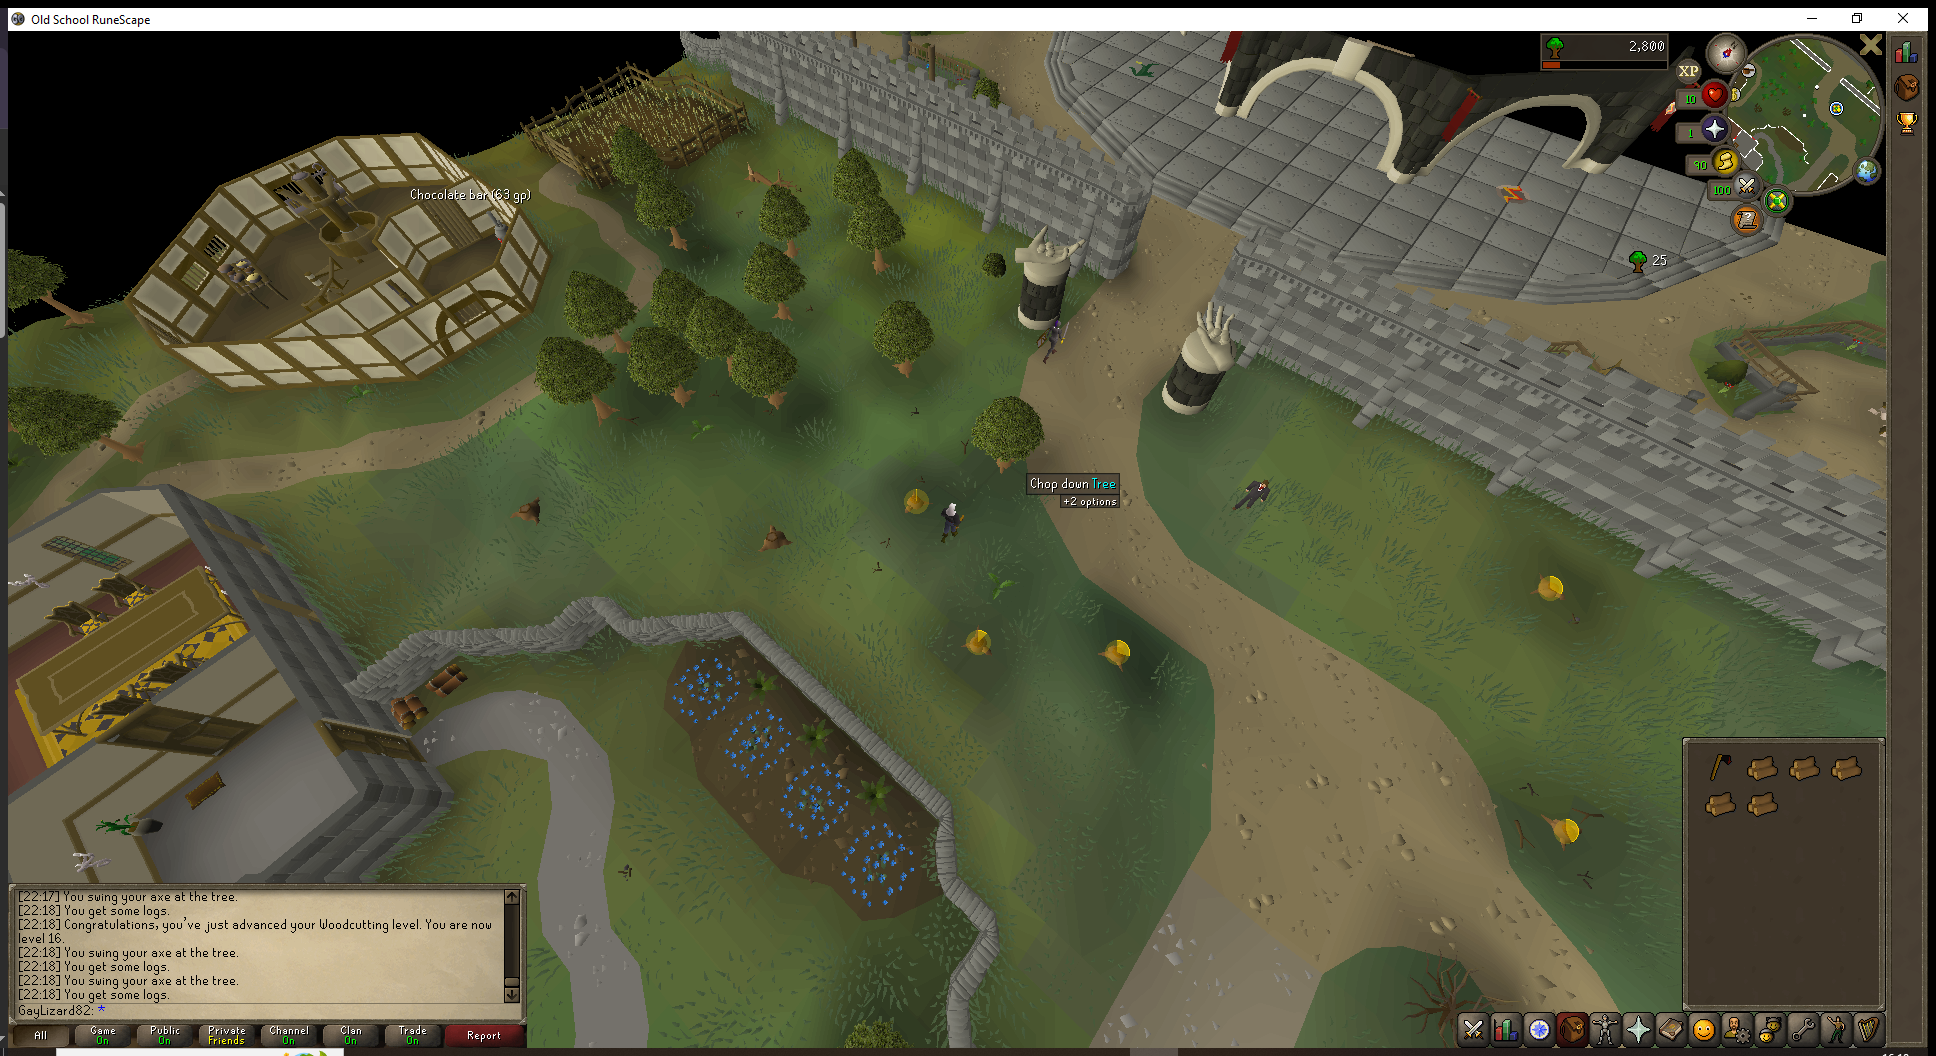 Old School RuneScape
2,800
XP
10
1
90
100
Chocolate bar (63 gp)
25
Chop down Tree
+2 options
[22:17] You swing your axe at the tree.
[22:18] You get some logs.
[22:18] Congratulations, you've just advanced your Woodcutting level. You are now
level 16.
[22:18] You swing your axe at the tree.
[22:18] You get some logs.
[22:18] You swing your axe at the tree.
[22:18] You get some logs.
GayLizard82: *
All
Game
On
Public
On
Private
Friends
Channel
On
Clan
On
Trade
On
Report